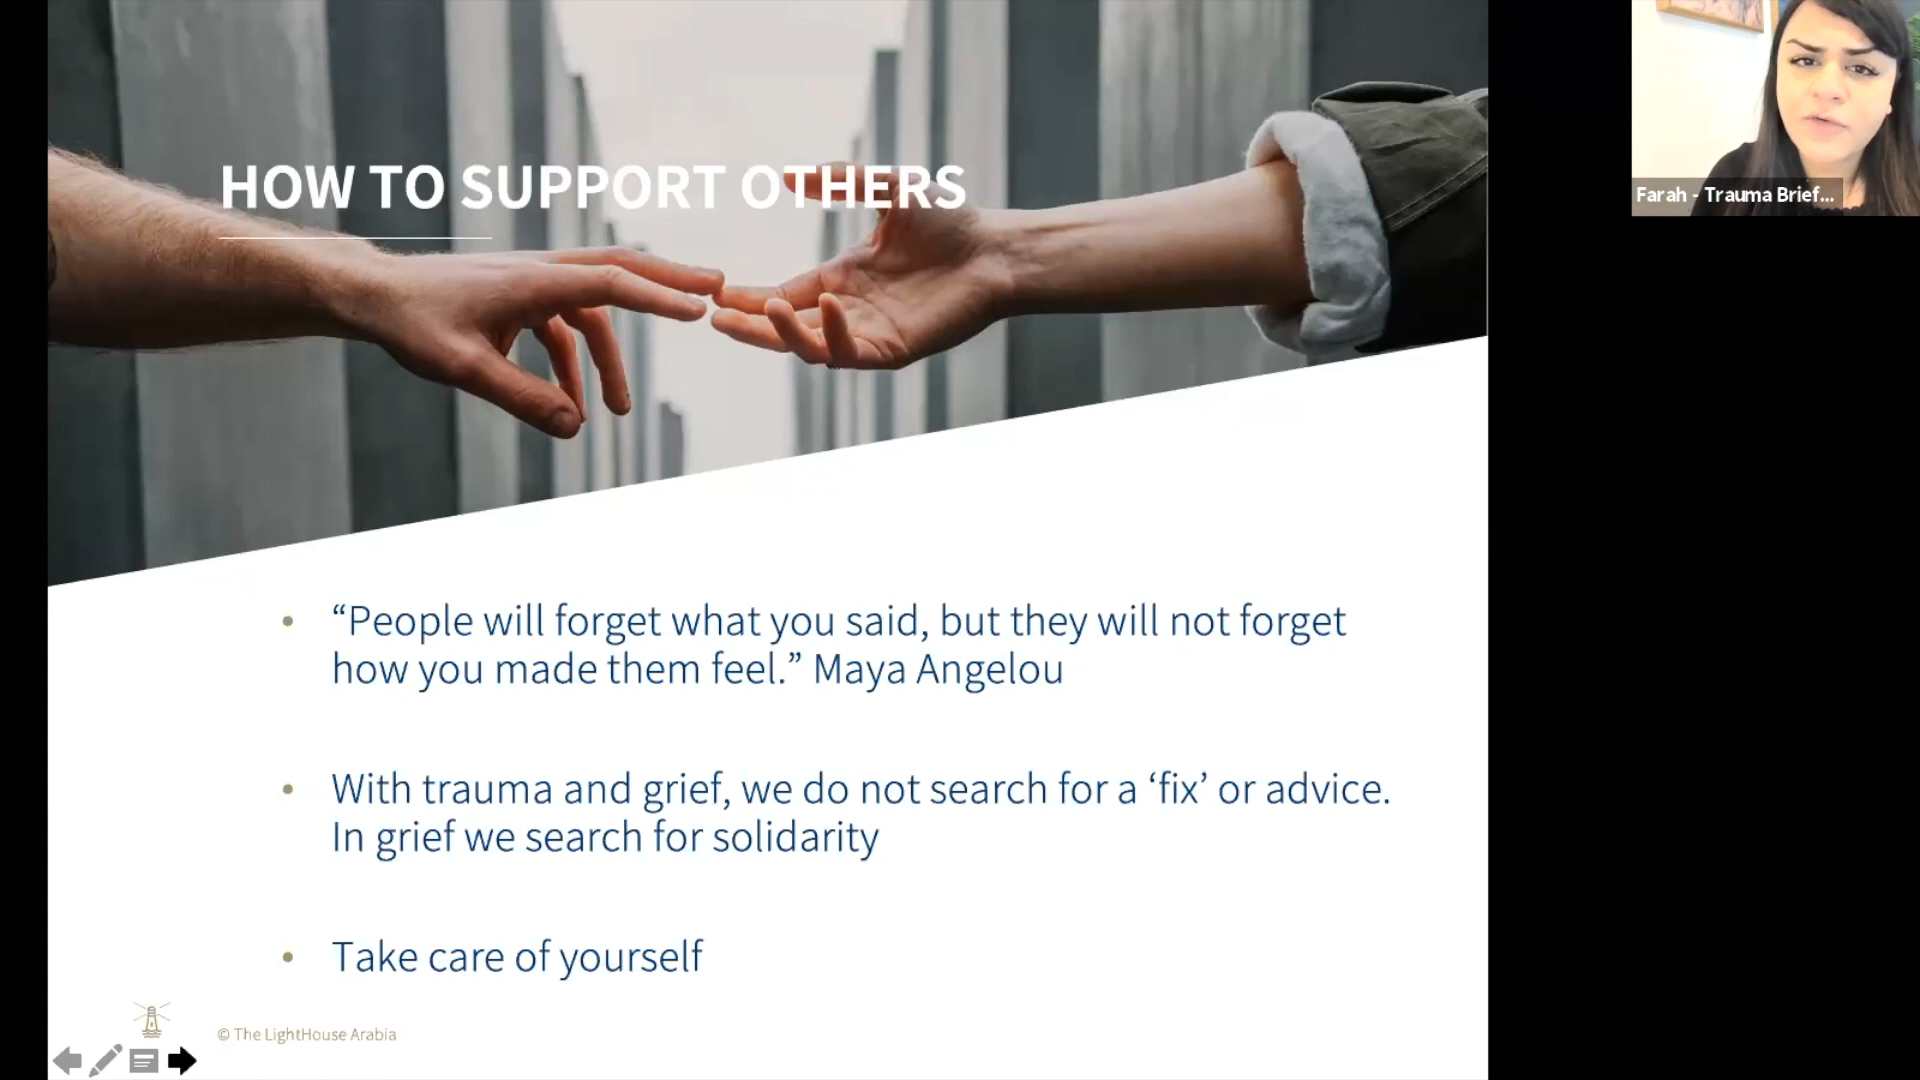 HOW TO SUPPORT OTHERS
Farah - Trauma Brief...
• “People will forget what you said, but they will not forget
how you made them feel.” Maya Angelou
• With trauma and grief, we do not search for a ‘fix’ or advice.
In grief we search for solidarity
• Take care of yourself
© The LightHouse Arabia